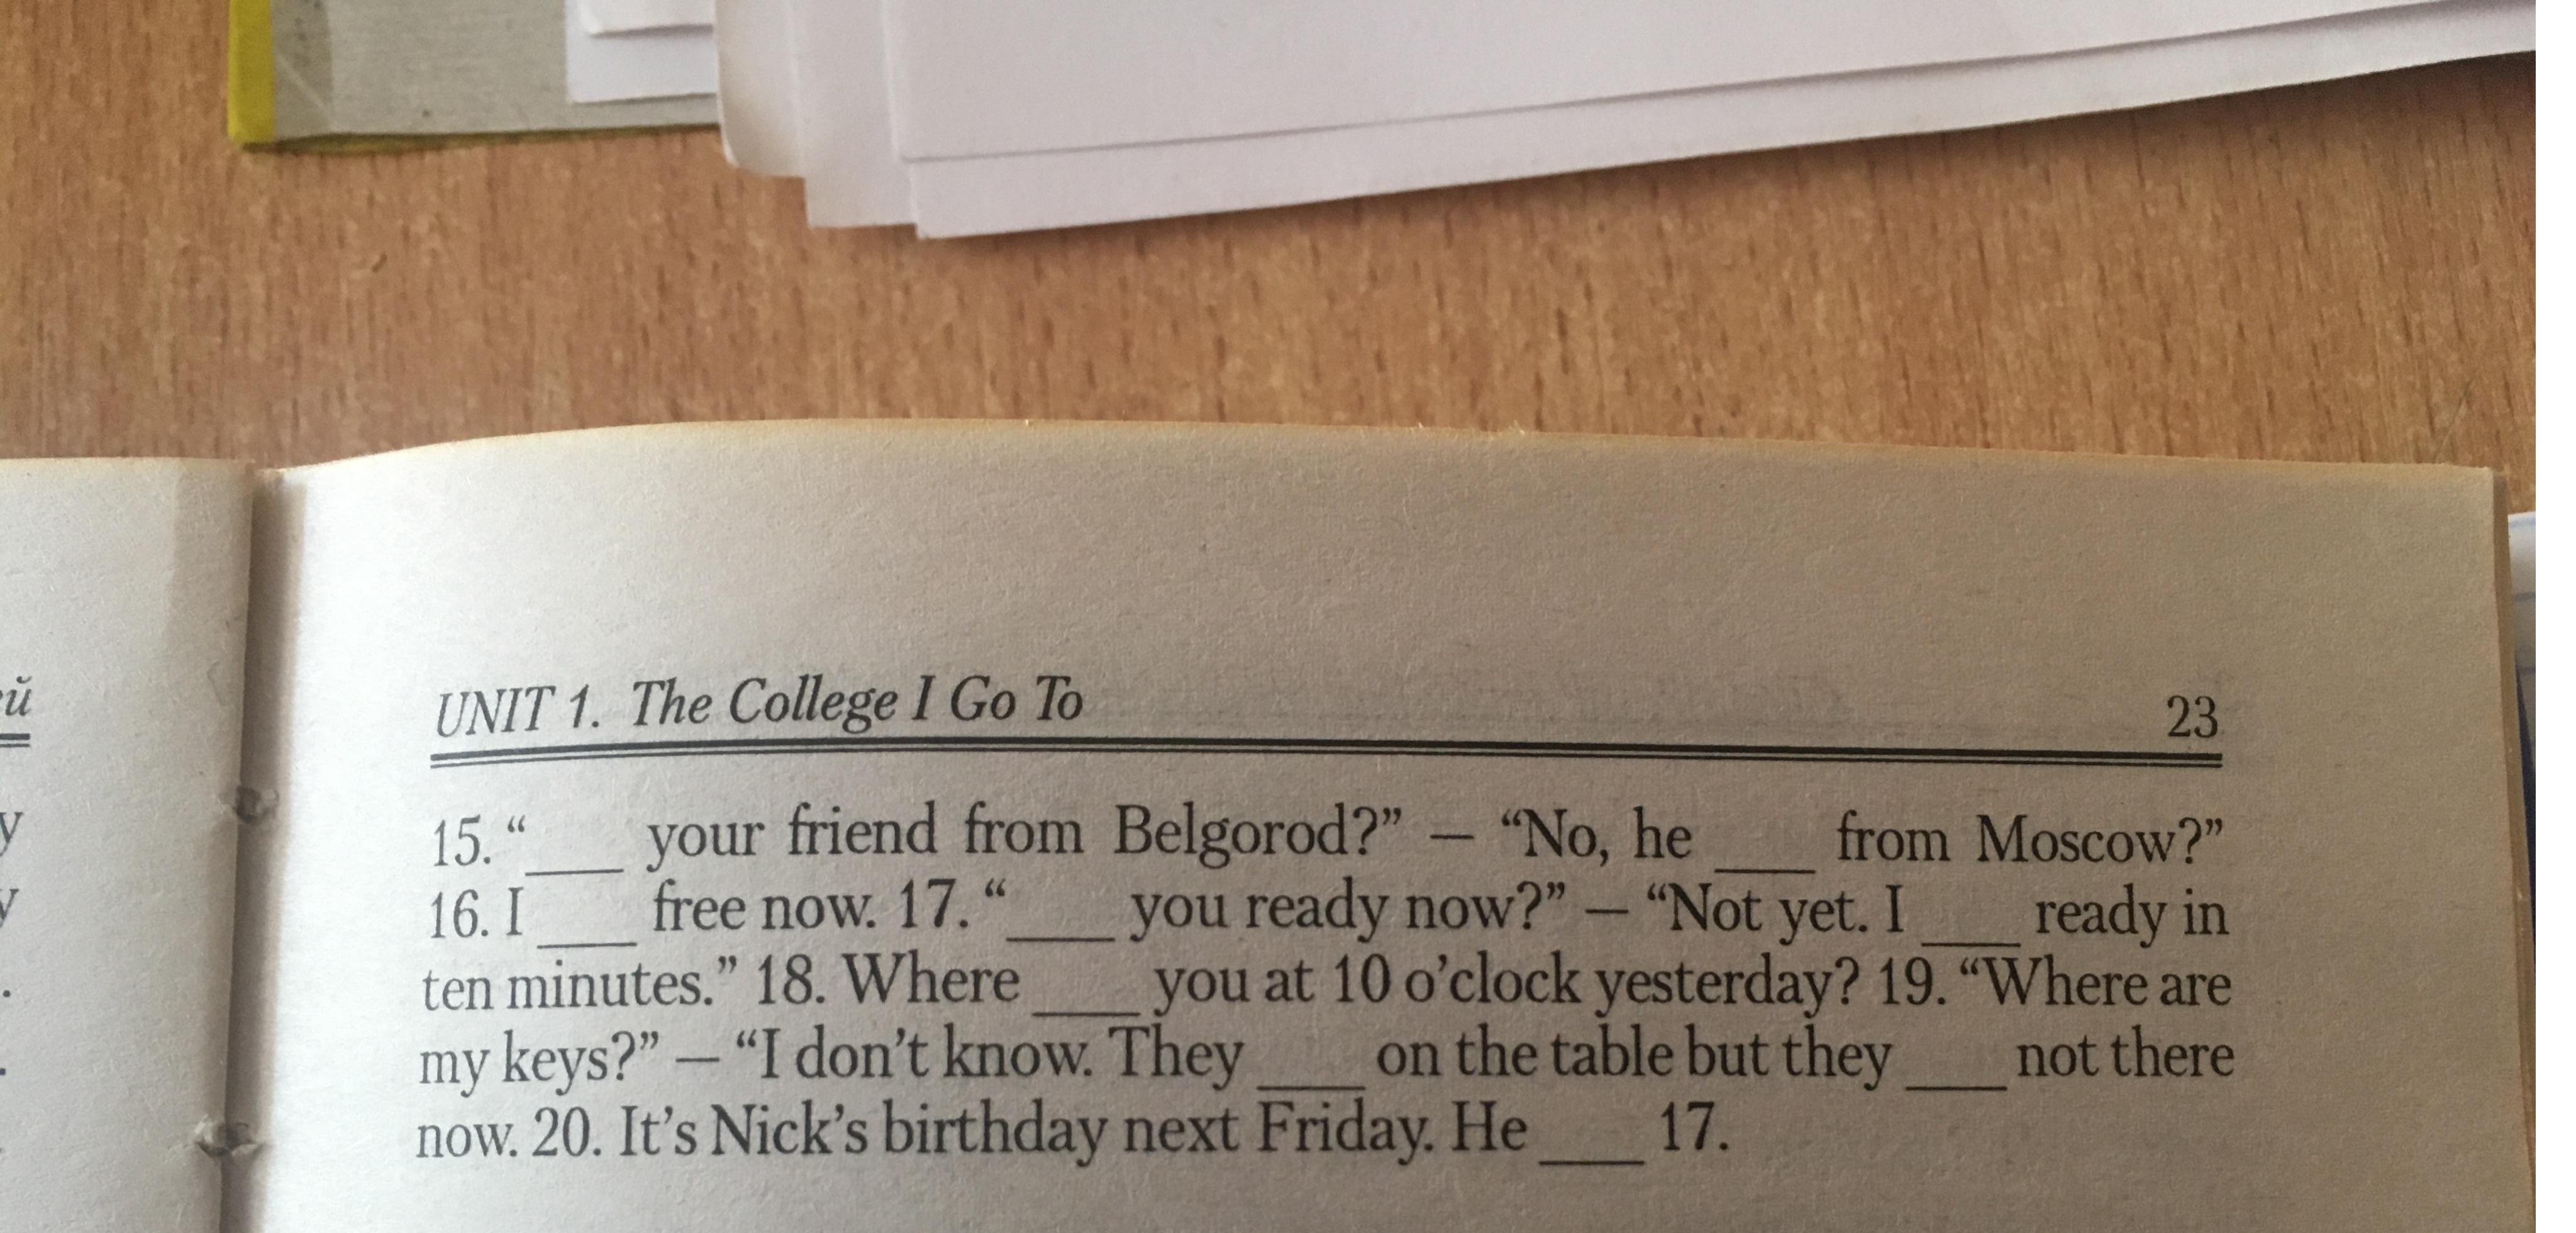 UNIT 1. The College I Go To 23
15. “___ your friend from Belgorod?” — “No, he ___ from Moscow?”
16. I ___ free now. 17. “___ you ready now?” — “Not yet. I ___ ready in
ten minutes.” 18. Where ___ you at 10 o’clock yesterday? 19. “Where are
my keys?” — “I don’t know. They ___ on the table but they ___ not there
now. 20. It’s Nick’s birthday next Friday. He ___ 17.